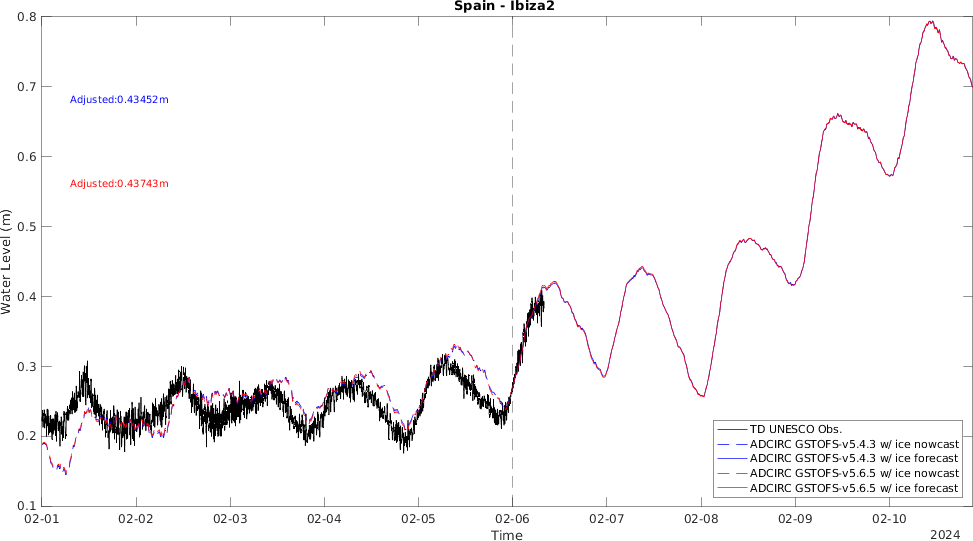 Spain - Ibiza2
0.8
0.7
0.6
0.5
0.4
0.3
0.2
0.1
Water Level (m)
Adjusted:0.43452m
Adjusted:0.43743m
TD UNESCO Obs.
ADCIRC GSTOFS-v5.4.3 w/ ice nowcast
ADCIRC GSTOFS-v5.4.3 w/ ice forecast
ADCIRC GSTOFS-v5.6.5 w/ ice nowcast
ADCIRC GSTOFS-v5.6.5 w/ ice forecast
02-01 02-02 02-03 02-04 02-05 02-06 02-07 02-08 02-09 02-10
Time
2024